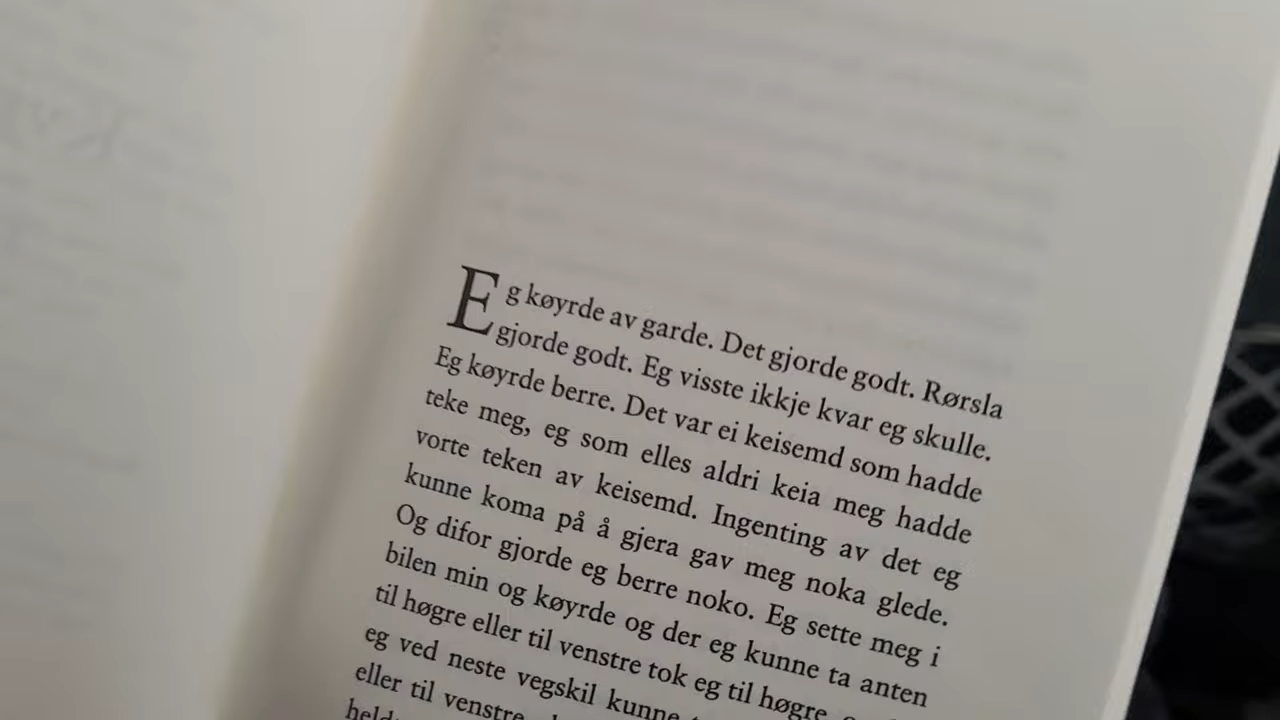 Eg køyrde av garde. Det gjorde godt. Rørsla
gjorde godt. Eg visste ikkje kvar eg skulle.
Eg køyrde berre. Det var ei keisemd som hadde
teke meg, eg som elles aldri keia meg hadde
vorte teken av keisemd. Ingenting av det eg
kunne koma på å gjera gav meg noka glede.
Og difor gjorde eg berre noko. Eg sette meg i
bilen min og køyrde og der eg kunne ta anten
til høgre eller til venstre tok eg til høgre,
eg ved neste vegskil kunne
eller til venstre